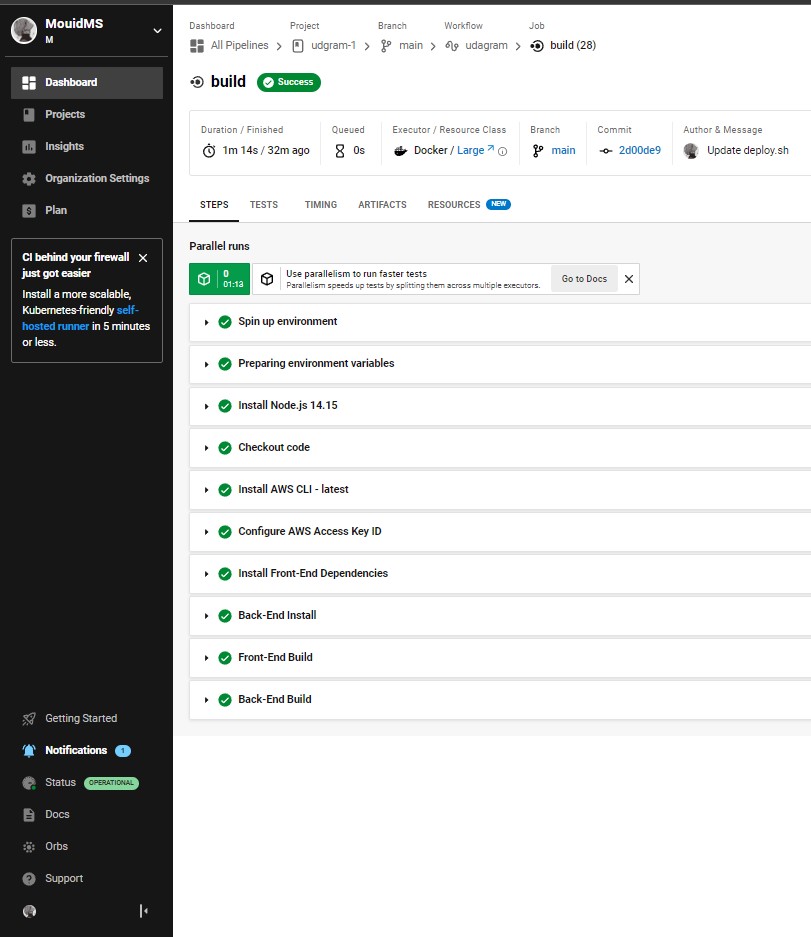 MouidMS
M
Dashboard
Projects
Insights
Organization Settings
Plan
CI behind your firewall
just got easier
Install a more scalable,
Kubernetes-friendly self-
hosted runner in 5 minutes
or less.
Getting Started
Notifications 1
Status OPERATIONAL
Docs
Orbs
Support
Dashboard Project Branch Workflow Job
All Pipelines udgram-1 main udagram build (28)
build Success
Duration / Finished Queued Executor / Resource Class Branch Commit Author & Message
1m 14s / 32m ago 0s Docker / Large main 2d00de9 Update deploy.sh
STEPS TESTS TIMING ARTIFACTS RESOURCES NEW
Parallel runs
0
01:13
Use parallelism to run faster tests
Parallelism speeds up tests by splitting them across multiple executors.
Go to Docs
Spin up environment
Preparing environment variables
Install Node.js 14.15
Checkout code
Install AWS CLI - latest
Configure AWS Access Key ID
Install Front-End Dependencies
Back-End Install
Front-End Build
Back-End Build